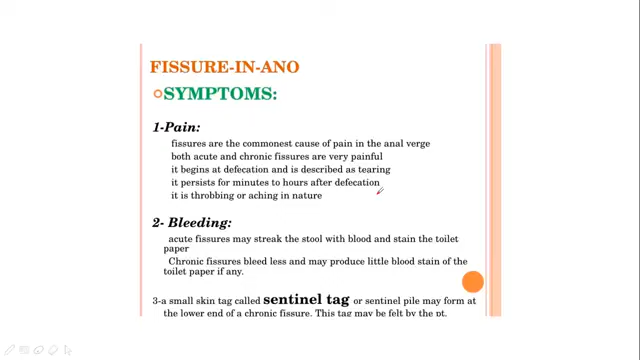 FISSURE-IN-ANO
SYMPTOMS:
1-Pain:
fissures are the commonest cause of pain in the anal verge
both acute and chronic fissures are very painful
it begins at defecation and is described as tearing
it persists for minutes to hours after defecation
it is throbbing or aching in nature
2- Bleeding:
acute fissures may streak the stool with blood and stain the toilet
paper
Chronic fissures bleed less and may produce little blood stain of the
toilet paper if any.
3-a small skin tag called sentinel tag or sentinel pile may form at
the lower end of a chronic fissure. This tag may be felt by the pt.